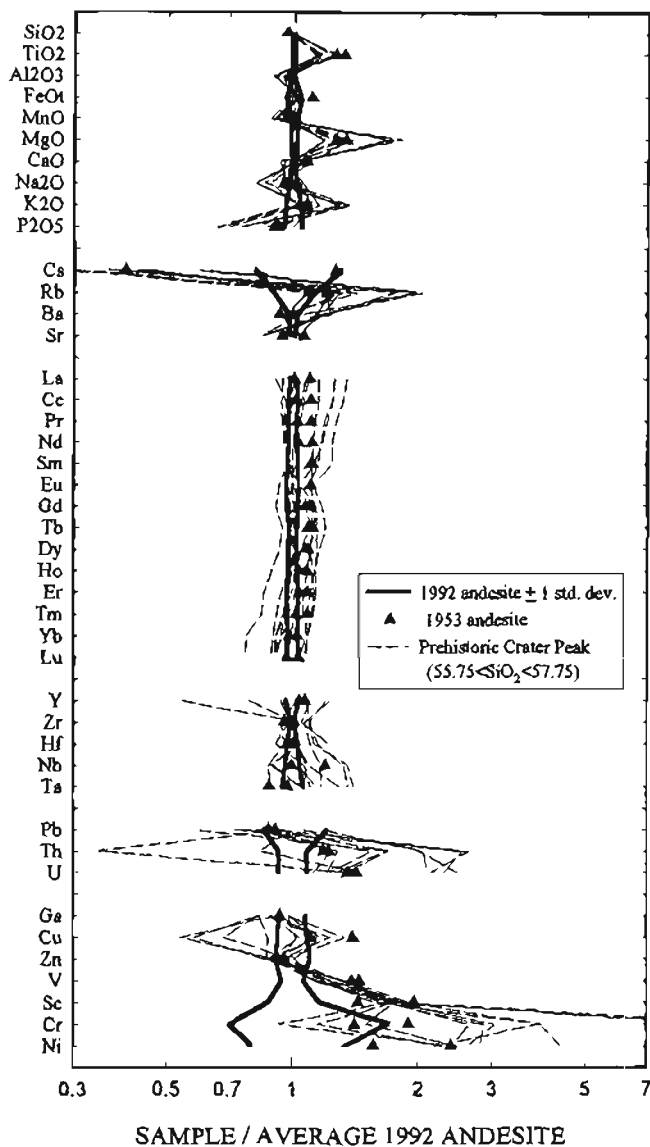 SiO2
TiO2
Al2O3
FeOt
MnO
MgO
CaO
Na2O
K2O
P2O5
Cs
Rb
Ba
Sr
La
Ce
Pr
Nd
Sm
Eu
Gd
Tb
Dy
Ho
Er
Tm
Yb
Lu
1992 andesite ± 1 std. dev.
1953 andesite
Prehistoric Crater Peak
(55.75<SiO2<57.75)
Y
Zr
Hf
Nb
Ta
Pb
Th
U
Ga
Cu
Zn
V
Sc
Cr
Ni
0.3 0.5 0.7 1 2 3 5 7
SAMPLE / AVERAGE 1992 ANDESITE